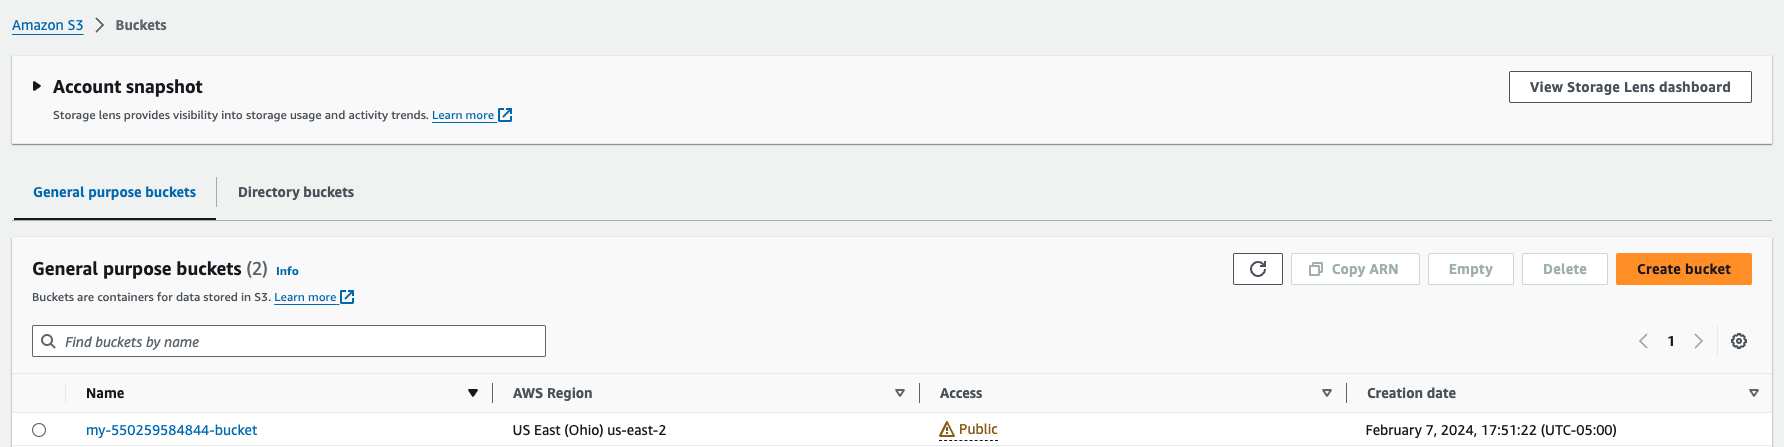 Amazon S3 > Buckets
Account snapshot
View Storage Lens dashboard
Storage lens provides visibility into storage usage and activity trends. Learn more
General purpose buckets
Directory buckets
General purpose buckets (2) Info
Copy ARN
Empty
Delete
Create bucket
Buckets are containers for data stored in S3. Learn more
Find buckets by name
1
Name
AWS Region
Access
Creation date
my-550259584844-bucket
US East (Ohio) us-east-2
Public
February 7, 2024, 17:51:22 (UTC-05:00)